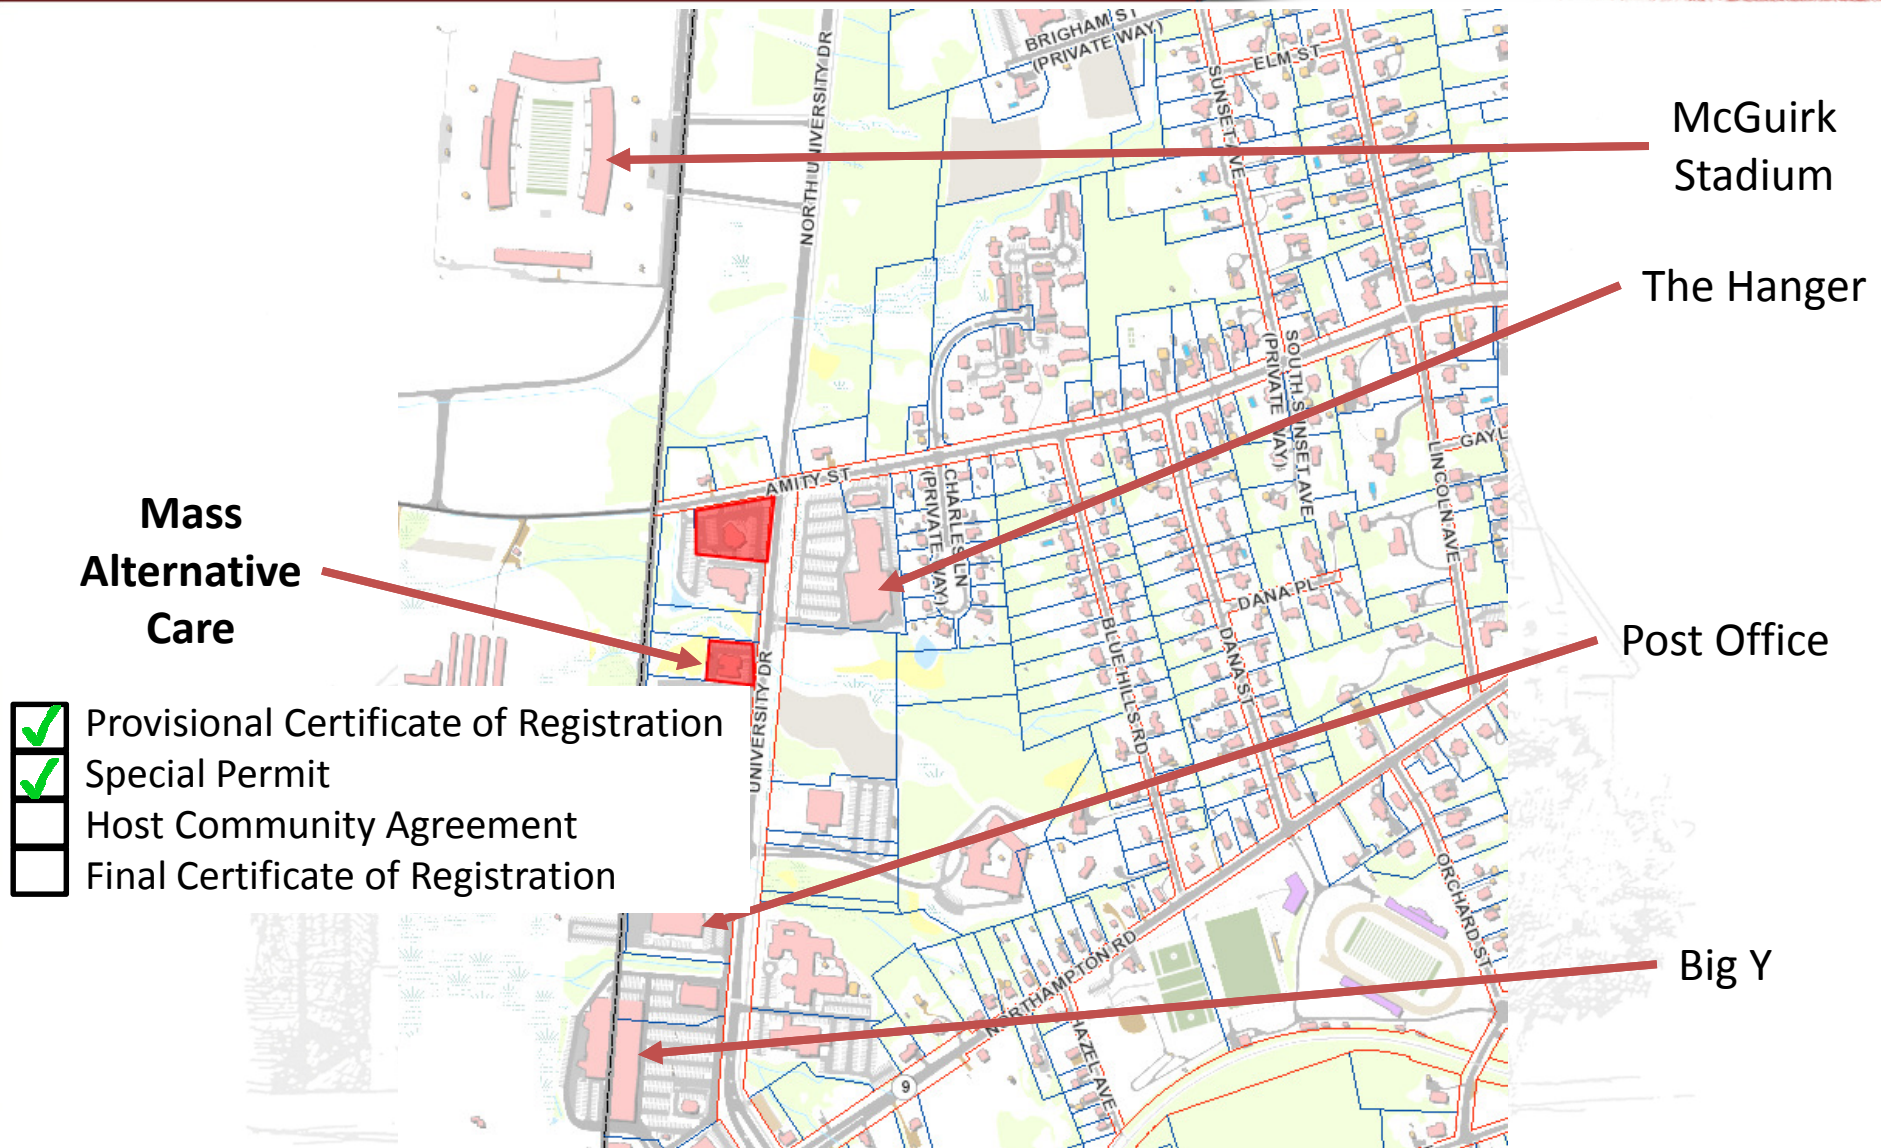 BRIGHAM ST
(PRIVATE WAY)
ELM ST
SUNSET AVE
NORTH UNIVERSITY DR
McGuirk
Stadium
The Hanger
SOUTH SUNSET AVE
(PRIVATE WAY)
AMITY ST
CHARLES LN
(PRIVATE WAY)
LINCOLN AVE
GAYL
Mass
Alternative
Care
DANA PL
BLUE HILLS RD
DANA ST
UNIVERSITY DR
Post Office
Provisional Certificate of Registration
Special Permit
Host Community Agreement
Final Certificate of Registration
ORCHARD ST
NORTHAMPTON RD
HAZEL AVE
Big Y
9